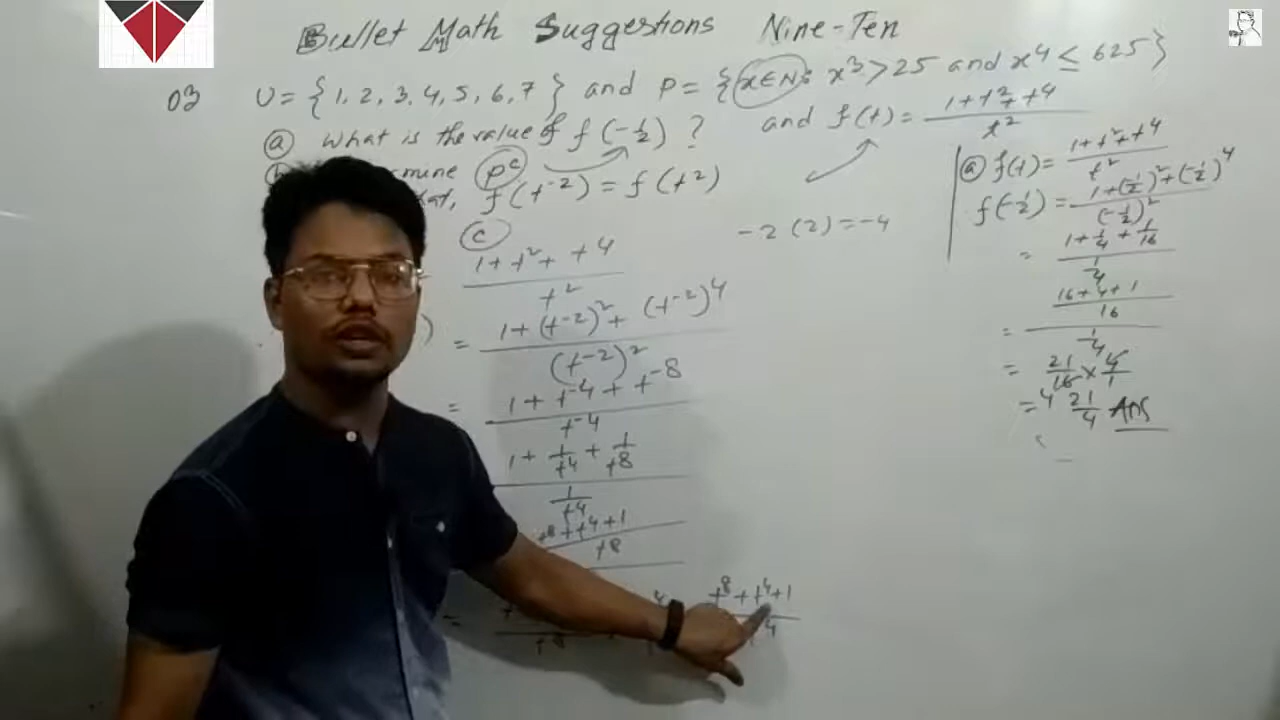 Bullet Math Suggestions Nine-Ten
03 U = {1, 2, 3, 4, 5, 6, 7} and P = {x∈N: x³ > 25 and x⁴ ≤ 625}
and f(t) = (1+t²+t⁴)/t²
(a) What is the value of f(-1/2) ?
mine Pᶜ
at, f(t⁻²) = f(t²)
(c)
1+t²+t⁴
t²
= 1+(t⁻²)²+(t⁻²)⁴
(t⁻²)²
= 1+t⁻⁴+t⁻⁸
t⁻⁴
1+1/t⁴+1/t⁸
1/t⁴
t⁸+t⁴+1
t⁸
=
t⁸
t⁸+t⁴+1
-2(2)=-4
(a) f(t) = (1+t²+t⁴)/t²
f(-1/2) = (1+(-1/2)²+(-1/2)⁴)/(-1/2)²
= (1+1/4+1/16)/(1/4)
= ((16+4+1)/16)/(1/4)
= 21/16 × 4/1
= 21/4 Ans